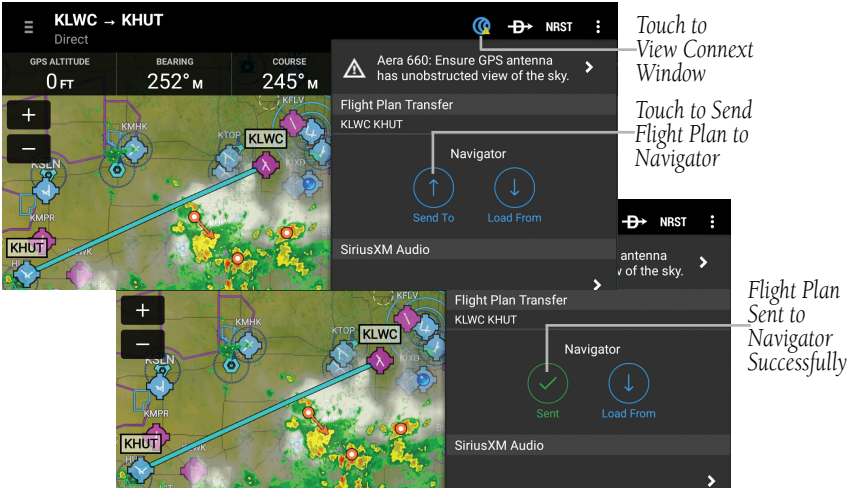 KLWC → KHUT
Direct
NRST
GPS ALTITUDE
0 FT
BEARING
252° M
COURSE
245° M
Aera 660: Ensure GPS antenna
has unobstructed view of the sky.
Flight Plan Transfer
KLWC KHUT
Navigator
Send To
Load From
SiriusXM Audio
+
−
KFLV
KMHK
KTOP
KLWC
KIXD
KSLN
KMPR
KHUT
Touch to
View Connext
Window
Touch to Send
Flight Plan to
Navigator
NRST
antenna
of the sky.
Flight Plan Transfer
KLWC KHUT
Navigator
Sent
Load From
SiriusXM Audio
+
−
KFLV
KMHK
KTOP
KLWC
KIXD
KSLN
KMPR
KHUT
Flight Plan
Sent to
Navigator
Successfully